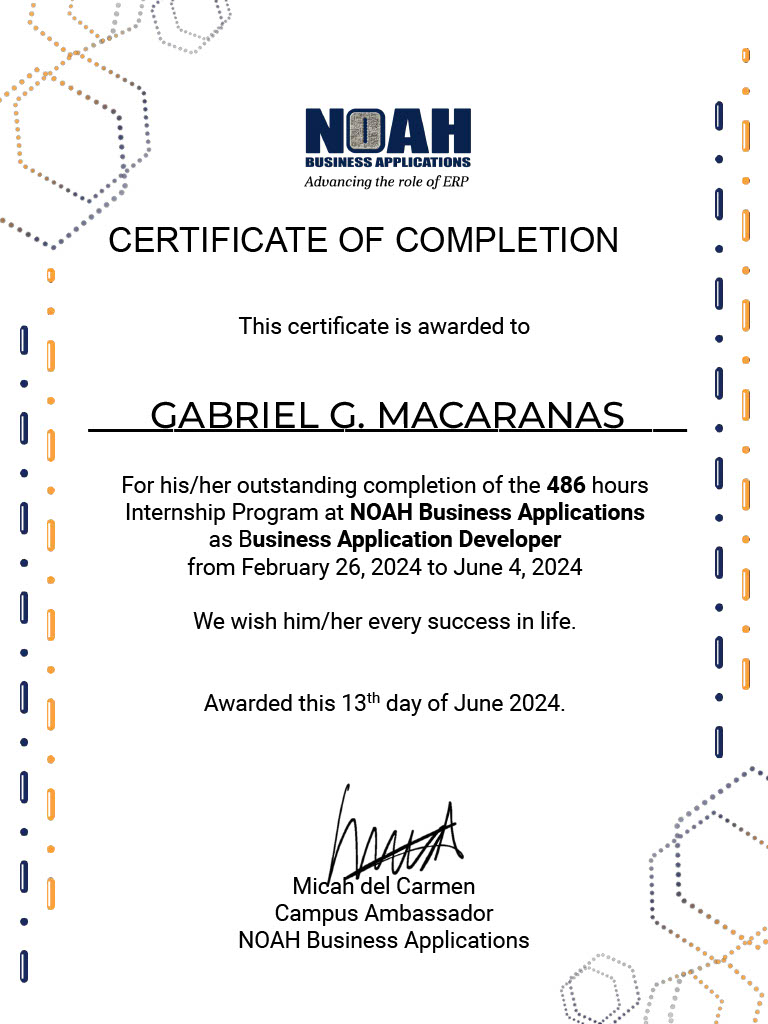 NOAH
BUSINESS APPLICATIONS
Advancing the role of ERP
CERTIFICATE OF COMPLETION
This certificate is awarded to
GABRIEL G. MACARANAS
For his/her outstanding completion of the 486 hours
Internship Program at NOAH Business Applications
as Business Application Developer
from February 26, 2024 to June 4, 2024
We wish him/her every success in life.
Awarded this 13th day of June 2024.
Micah del Carmen
Campus Ambassador
NOAH Business Applications